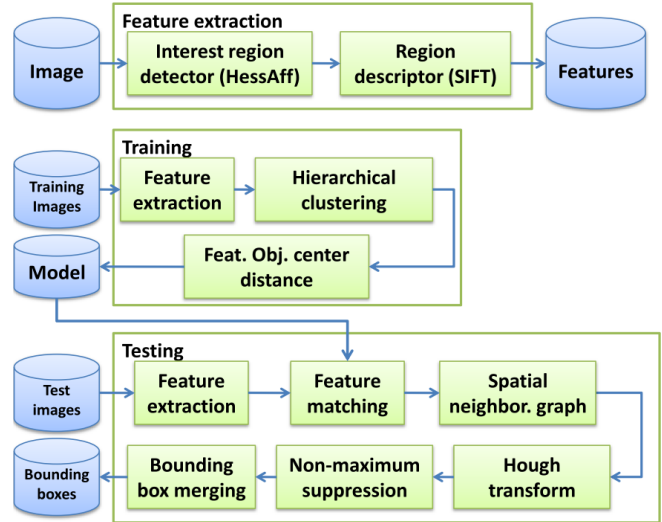 Feature extraction
Image
Interest region
detector (HessAff)
Region
descriptor (SIFT)
Features
Training
Training
Images
Feature
extraction
Hierarchical
clustering
Model
Feat. Obj. center
distance
Testing
Test
images
Feature
extraction
Feature
matching
Spatial
neighbor. graph
Bounding
boxes
Bounding
box merging
Non-maximum
suppression
Hough
transform